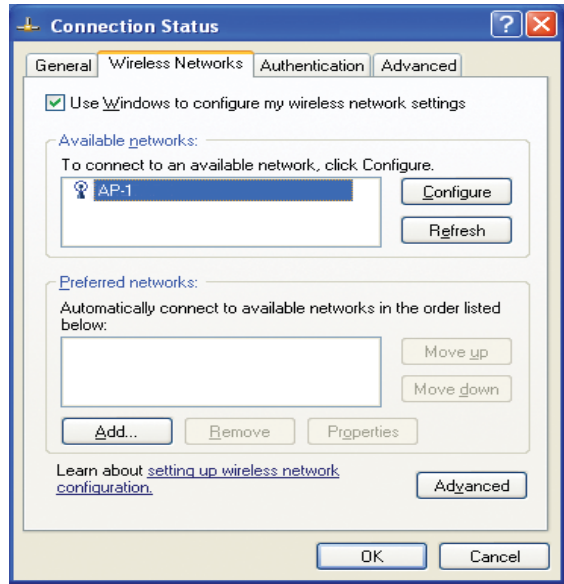 Connection Status
General Wireless Networks Authentication Advanced
Use Windows to configure my wireless network settings
Available networks:
To connect to an available network, click Configure.
AP-1
Configure
Refresh
Preferred networks:
Automatically connect to available networks in the order listed
below:
Move up
Move down
Add... Remove Properties
Learn about setting up wireless network
configuration.
Advanced
OK Cancel